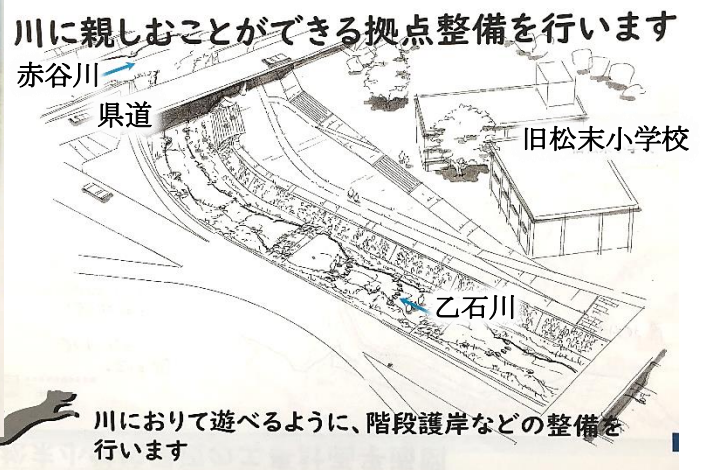 川に親しむことができる拠点整備を行います
赤谷川
県道
旧松末小学校
乙石川
川におりて遊べるように、階段護岸などの整備を
行います